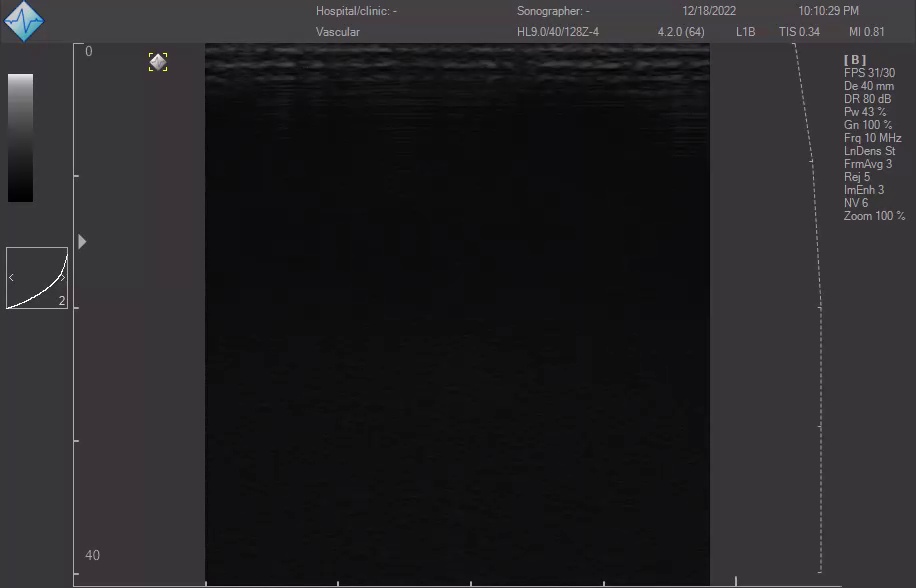 Hospital/clinic: - Sonographer: - 12/18/2022 10:10:29 PM
Vascular HL9.0/40/128Z-4 4.2.0 (64) L1B TIS 0.34 MI 0.81
0
[ B ]
FPS 31/30
De 40 mm
DR 80 dB
Pw 43 %
Gn 100 %
Frq 10 MHz
LnDens St
FrmAvg 3
Rej 5
ImEnh 3
NV 6
Zoom 100 %
2
40